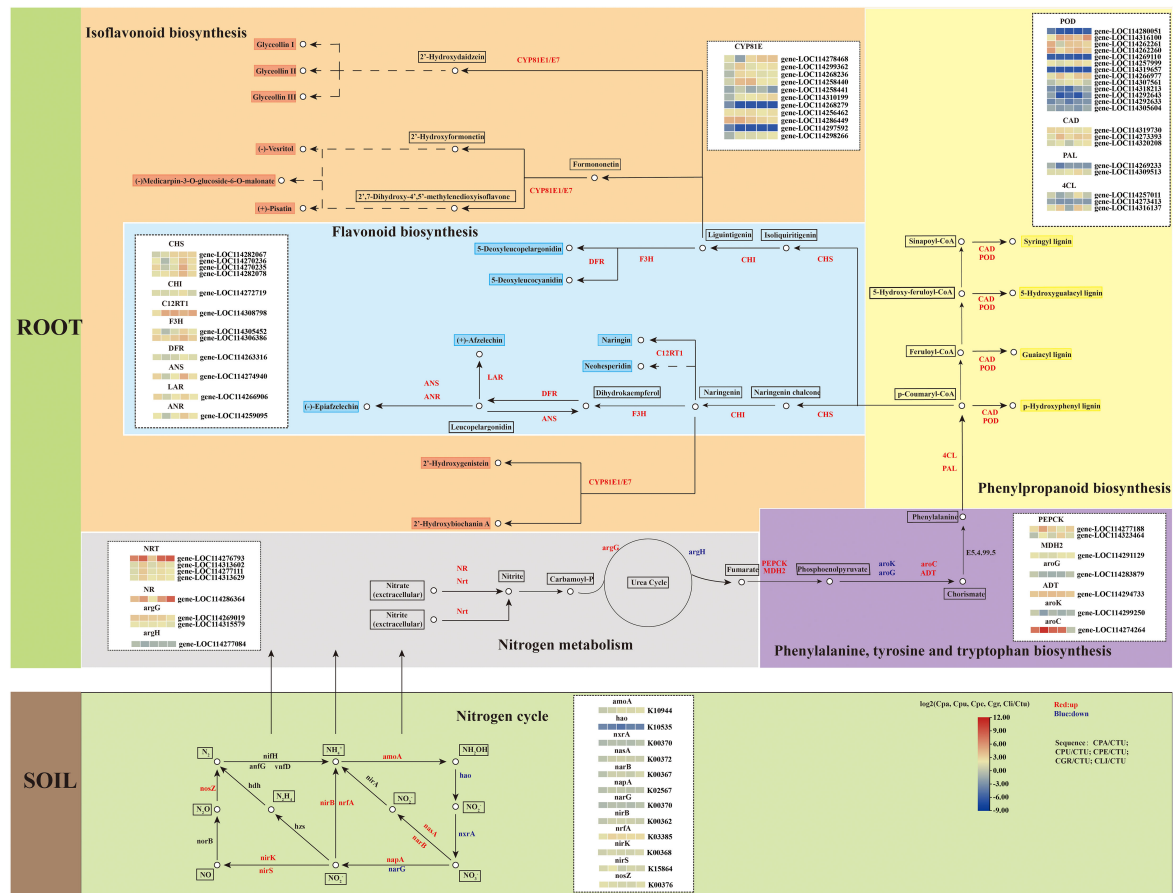 Isoflavonoid biosynthesis
Glyceollin I
Glyceollin II
Glyceollin III
2'-Hydroxydaidzein
CYP81E1/E7
2'-Hydroxyformonetin
(-)-Vesritol
(-)Medicarpin-3-O-glucoside-6-O-malonate
(+)-Pisatin
2',7-Dihydroxy-4',5'-methylenedioxyisoflavone
CYP81E1/E7
Formononetin
CYP81E
gene-LOC114278468
gene-LOC114299362
gene-LOC114268236
gene-LOC114258440
gene-LOC114258441
gene-LOC114310199
gene-LOC114268279
gene-LOC114256462
gene-LOC114286449
gene-LOC114297592
gene-LOC114298266
POD
gene-LOC114280051
gene-LOC114316100
gene-LOC114262261
gene-LOC114262260
gene-LOC114269110
gene-LOC114257999
gene-LOC114319657
gene-LOC114266977
gene-LOC114307561
gene-LOC114318213
gene-LOC114292643
gene-LOC114292633
gene-LOC114305604
CAD
gene-LOC114319730
gene-LOC114273393
gene-LOC114320208
PAL
gene-LOC114269233
gene-LOC114309513
4CL
gene-LOC114257011
gene-LOC114273413
gene-LOC114316137
ROOT
Flavonoid biosynthesis
CHS
gene-LOC114282067
gene-LOC114270236
gene-LOC114270235
gene-LOC114282078
CHI
gene-LOC114272719
C12RT1
gene-LOC114308798
F3H
gene-LOC114305452
gene-LOC114306386
DFR
gene-LOC114263316
ANS
gene-LOC114274940
LAR
gene-LOC114266906
ANR
gene-LOC114259095
5-Deoxyleucopelargonidin
DFR
F3H
Liguintigenin
CHI
Isoliquiritigenin
CHS
5-Deoxyleucocyanidin
(+)-Afzelechin
LAR
Naringin
C12RT1
Neohesperidin
ANS
ANR
(-)-Epiafzelechin
Leucopelargonidin
DFR
ANS
Dihydrokaempferol
F3H
Naringenin
CHI
Naringenin chalcone
CHS
2'-Hydroxygenistein
CYP81E1/E7
2'-Hydroxybiochanin A
Sinapoyl-CoA
CAD
POD
Syringyl lignin
5-Hydroxy-feruloyl-CoA
CAD
POD
5-Hydroxygualacyl lignin
Feruloyl-CoA
CAD
POD
Guaiacyl lignin
p-Coumaryl-CoA
CAD
POD
p-Hydroxyphenyl lignin
4CL
PAL
Phenylpropanoid biosynthesis
NRT
gene-LOC114276793
gene-LOC114313602
gene-LOC114277111
gene-LOC114313629
NR
gene-LOC114286364
argG
gene-LOC114269019
gene-LOC114315579
argH
gene-LOC114277084
Nitrate
(exctracellular)
NR
Nrt
Nitrite
Nitrite
(exctracellular)
Nrt
Carbamoyl-P
argG
Urea Cycle
argH
Fumarate
Nitrogen metabolism
PEPCK
MDH2
Phosphoenolpyruvate
aroK
aroG
aroC
ADT
Chorismate
E5.4.99.5
Phenylalanine
PEPCK
gene-LOC114277188
gene-LOC114323464
MDH2
gene-LOC114291129
aroG
gene-LOC114283879
ADT
gene-LOC114294733
aroK
gene-LOC114299250
aroC
gene-LOC114274264
Phenylalanine, tyrosine and tryptophan biosynthesis
SOIL
Nitrogen cycle
N2
nifH
anfG vnfD
NH4+
amoA
NH2OH
nosZ
hdh
N2H4
nirA
hao
NO2-
nirB
nrfA
NO2-
N2O
hzs
nasA
narB
nxrA
norB
nirK
nirS
napA
narG
NO
NO2-
NO3-
amoA
K10944
hao
K10535
nxrA
K00370
nasA
K00372
narB
K00367
napA
K02567
narG
K00370
nirB
K00362
nrfA
K03385
nirK
K00368
nirS
K15864
nosZ
K00376
log2(Cpa, Cpu, Cpe, Cgr, Cli/Ctu)
12.00
9.00
6.00
3.00
0.00
-3.00
-6.00
-9.00
Red:up
Blue:down
Sequence: CPA/CTU;
CPU/CTU; CPE/CTU;
CGR/CTU; CLI/CTU